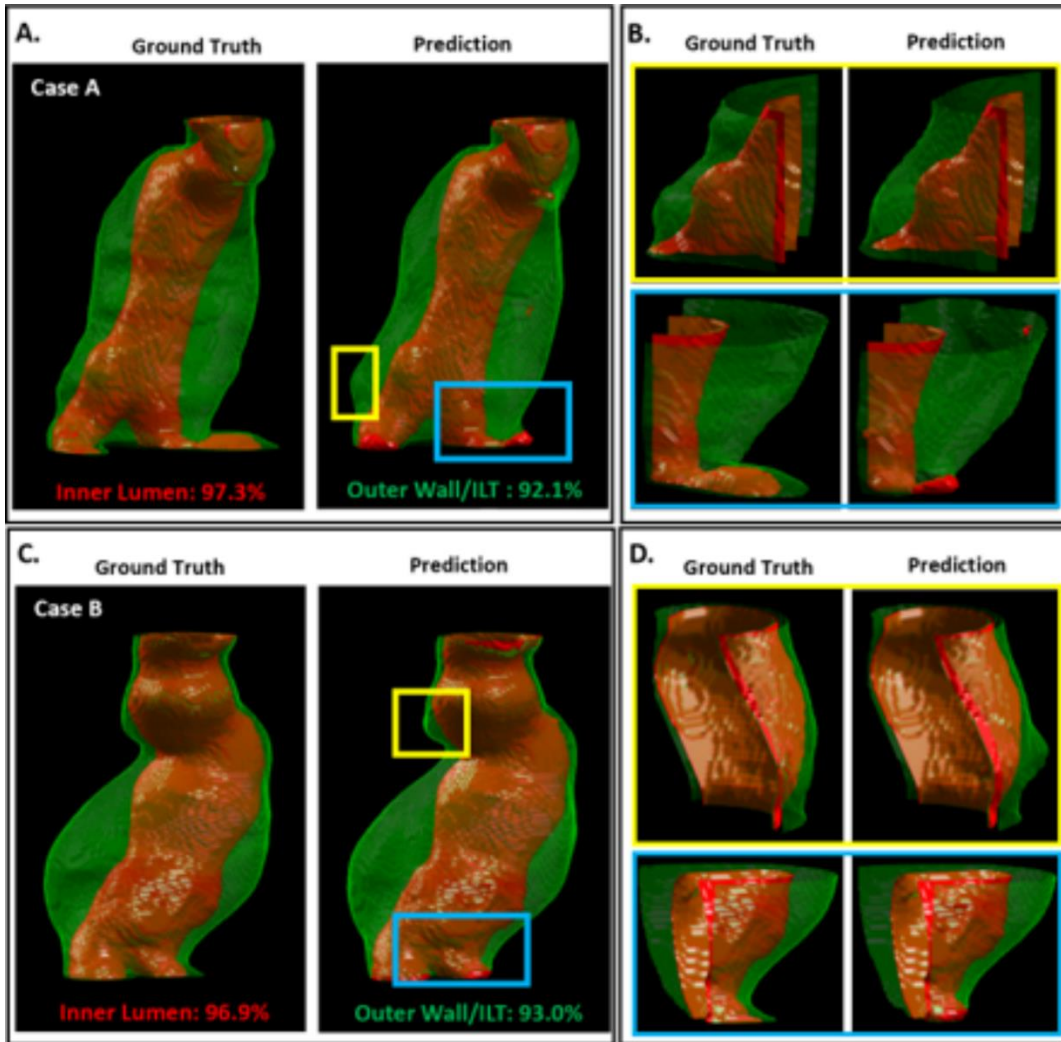 A.
Ground Truth
Prediction
Case A
Inner Lumen: 97.3%
Outer Wall/ILT : 92.1%
B.
Ground Truth
Prediction
C.
Ground Truth
Prediction
Case B
Inner Lumen: 96.9%
Outer Wall/ILT: 93.0%
D.
Ground Truth
Prediction